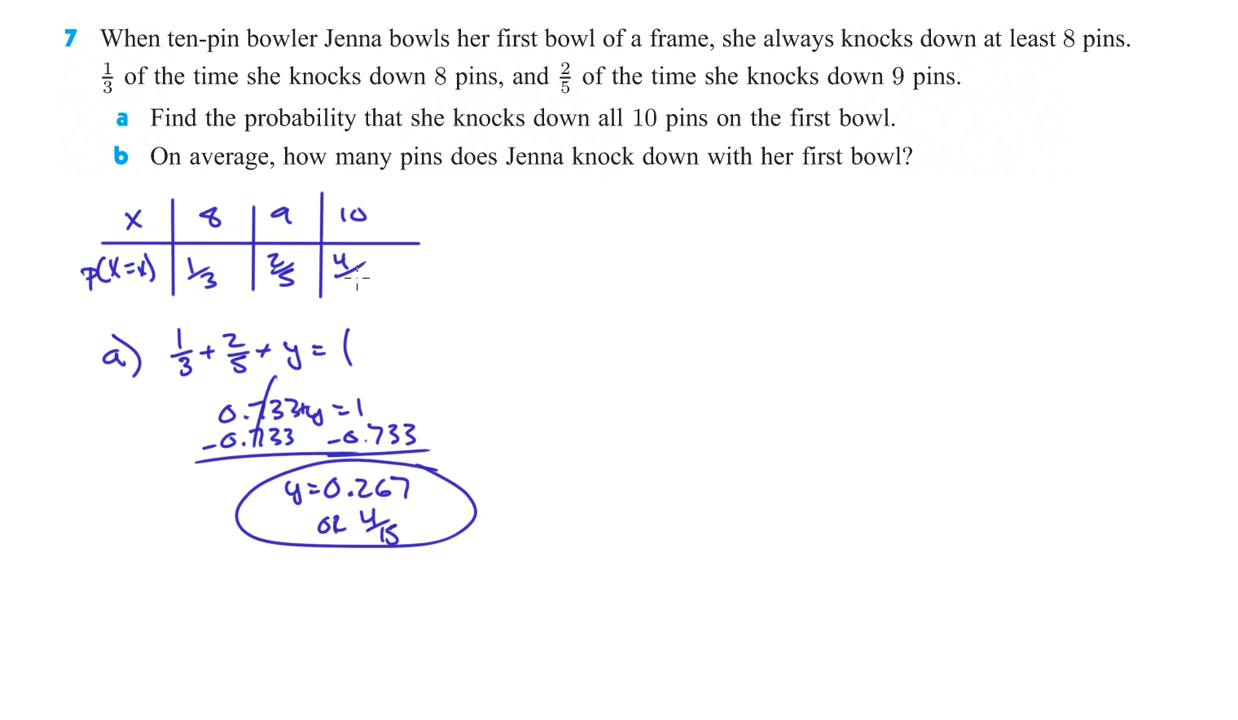 7 When ten-pin bowler Jenna bowls her first bowl of a frame, she always knocks down at least 8 pins.
1/3 of the time she knocks down 8 pins, and 2/5 of the time she knocks down 9 pins.
a Find the probability that she knocks down all 10 pins on the first bowl.
b On average, how many pins does Jenna knock down with her first bowl?
x 8 9 10
P(X=x) 1/3 2/5 4/
a) 1/3 + 2/5 + y = 1
0.733+y = 1
-0.733 -0.733
y=0.267
OR 4/15